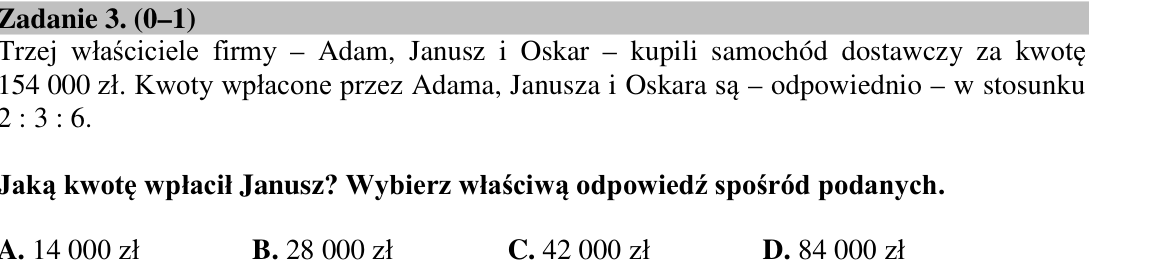 Zadanie 3. (0–1)
Trzej właściciele firmy – Adam, Janusz i Oskar – kupili samochód dostawczy za kwotę
154 000 zł. Kwoty wpłacone przez Adama, Janusza i Oskara są – odpowiednio – w stosunku
2 : 3 : 6.
Jaką kwotę wpłacił Janusz? Wybierz właściwą odpowiedź spośród podanych.
A. 14 000 zł B. 28 000 zł C. 42 000 zł D. 84 000 zł